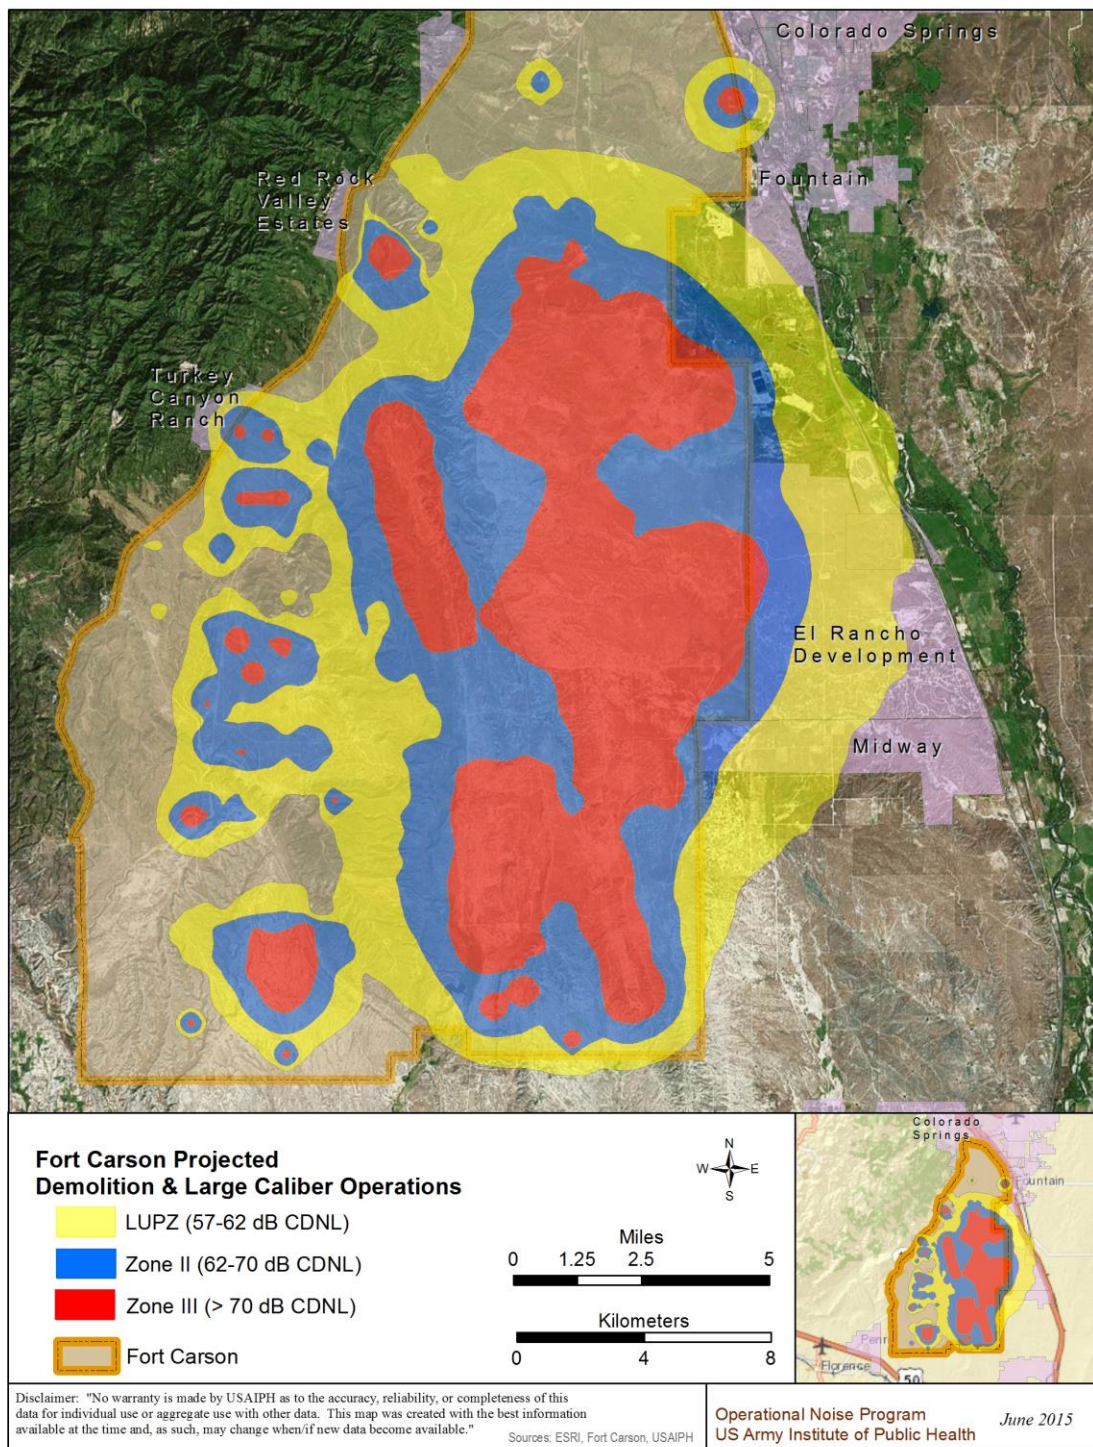 Colorado Springs
Fountain
Red Rock
Valley
Estates
Turkey
Canyon
Ranch
El Rancho
Development
Midway
Fort Carson Projected
Demolition & Large Caliber Operations
LUPZ (57-62 dB CDNL)
Zone II (62-70 dB CDNL)
Zone III (> 70 dB CDNL)
Fort Carson
N
W E
S
Miles
0 1.25 2.5 5
Kilometers
0 4 8
Colorado
Springs
Fountain
Florence
50
Disclaimer: "No warranty is made by USAIPH as to the accuracy, reliability, or completeness of this
data for individual use or aggregate use with other data. This map was created with the best information
available at the time and, as such, may change when/if new data become available."
Sources: ESRI, Fort Carson, USAIPH
Operational Noise Program
US Army Institute of Public Health
June 2015